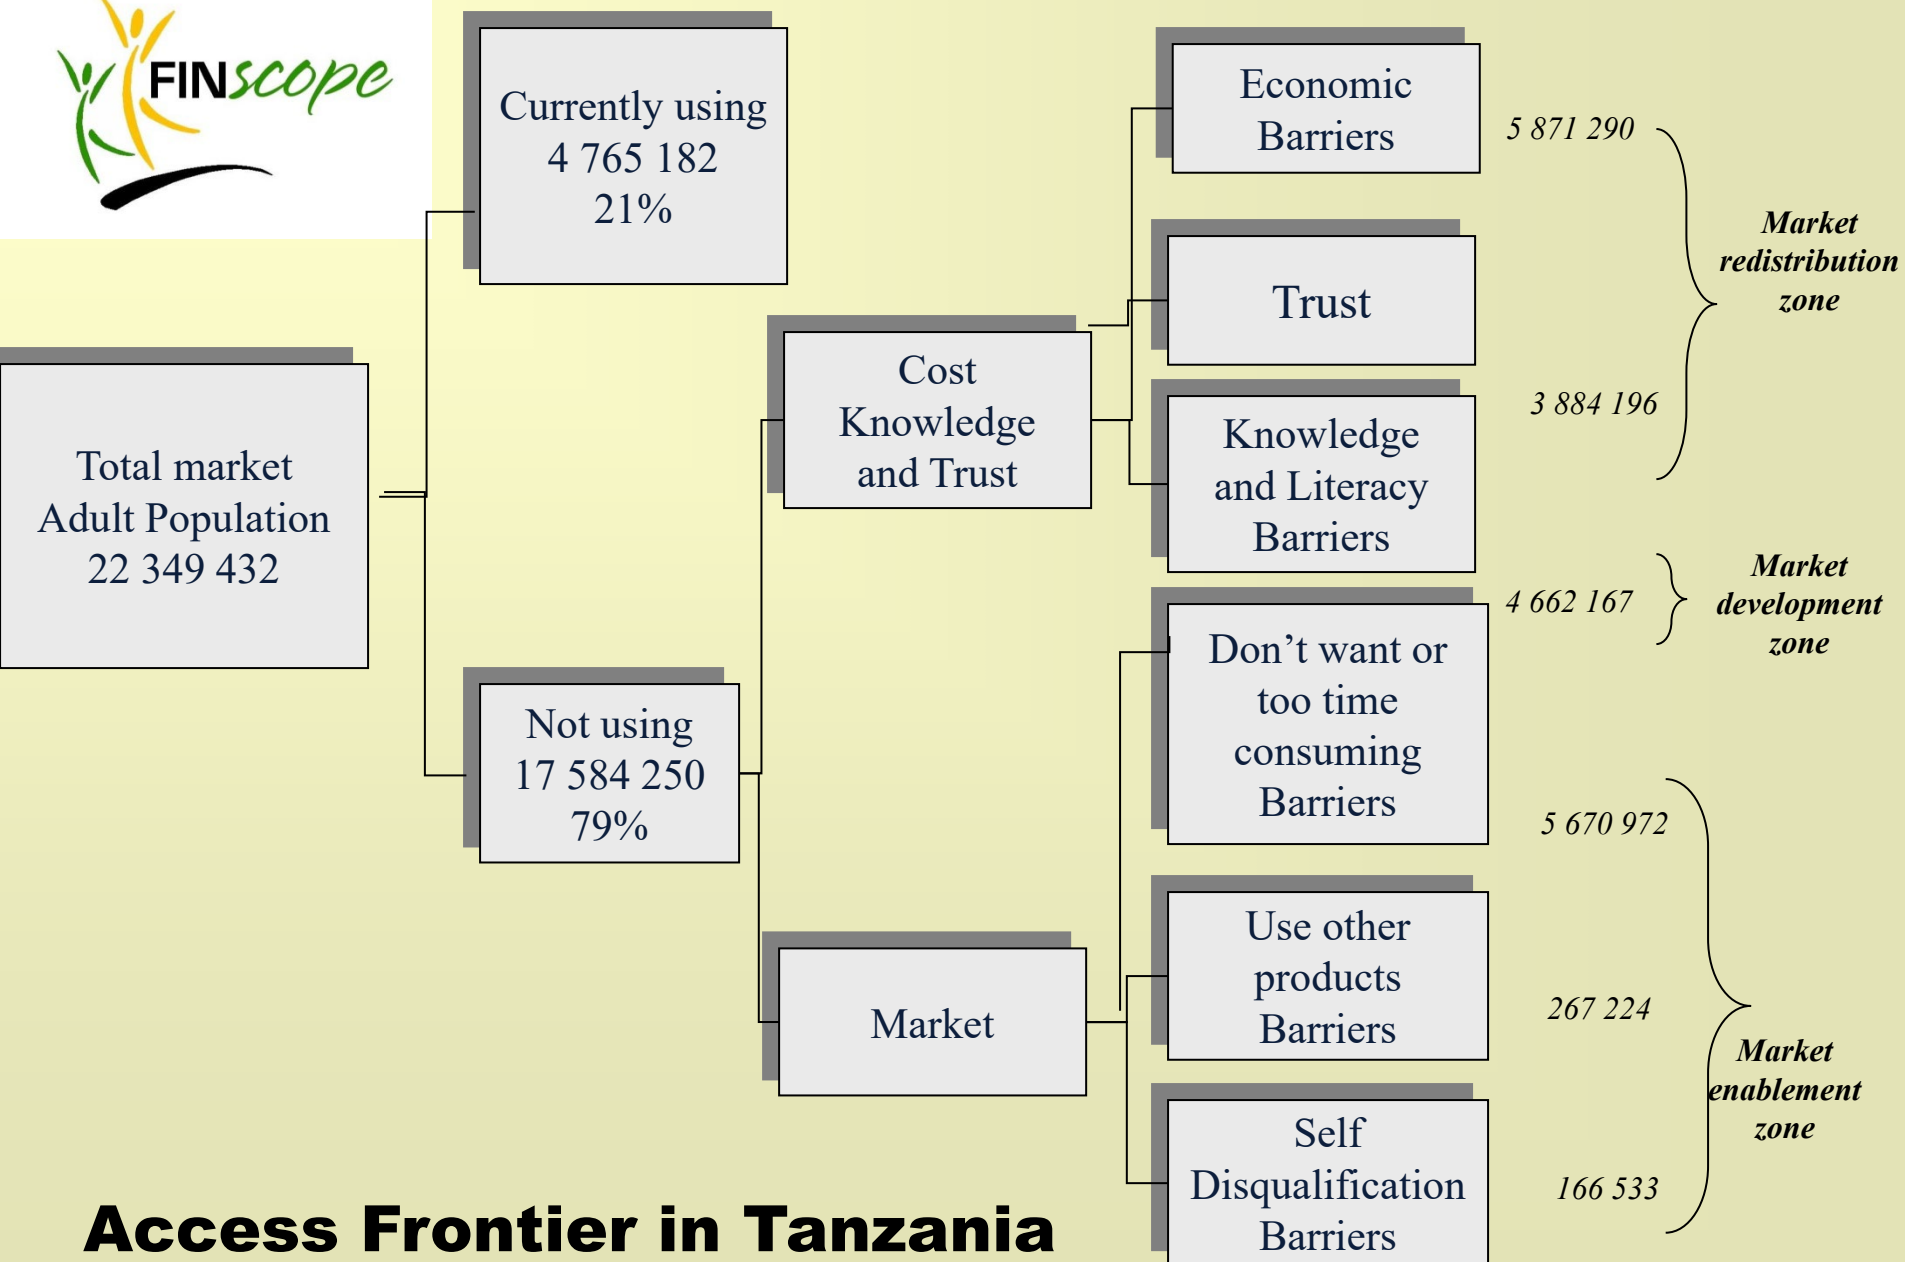 FINscope
Currently using
4 765 182
21%
Total market
Adult Population
22 349 432
Not using
17 584 250
79%
Cost
Knowledge
and Trust
Market
Economic
Barriers
Trust
Knowledge
and Literacy
Barriers
Don’t want or
too time
consuming
Barriers
Use other
products
Barriers
Self
Disqualification
Barriers
5 871 290
3 884 196
4 662 167
5 670 972
267 224
166 533
Market
redistribution
zone
Market
development
zone
Market
enablement
zone
Access Frontier in Tanzania